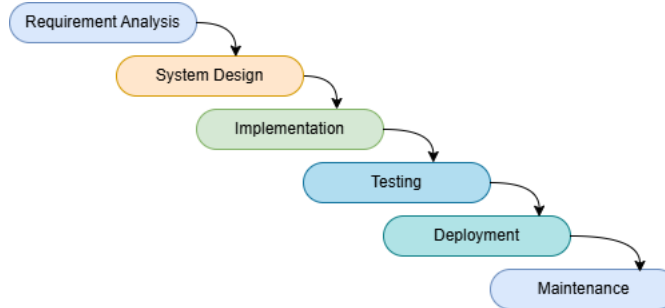 Requirement Analysis
System Design
Implementation
Testing
Deployment
Maintenance